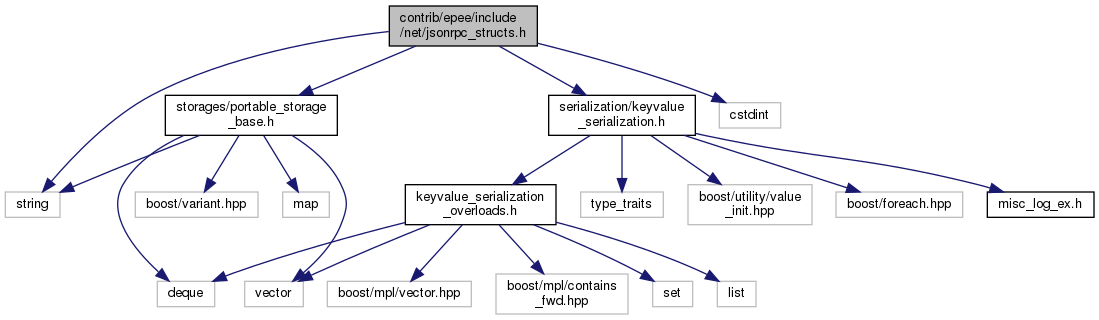 contrib/epee/include
/net/jsonrpc_structs.h
storages/portable_storage
_base.h
serialization/keyvalue
_serialization.h
cstdint
string
boost/variant.hpp
map
keyvalue_serialization
_overloads.h
type_traits
boost/utility/value
_init.hpp
boost/foreach.hpp
misc_log_ex.h
deque
vector
boost/mpl/vector.hpp
boost/mpl/contains
_fwd.hpp
set
list